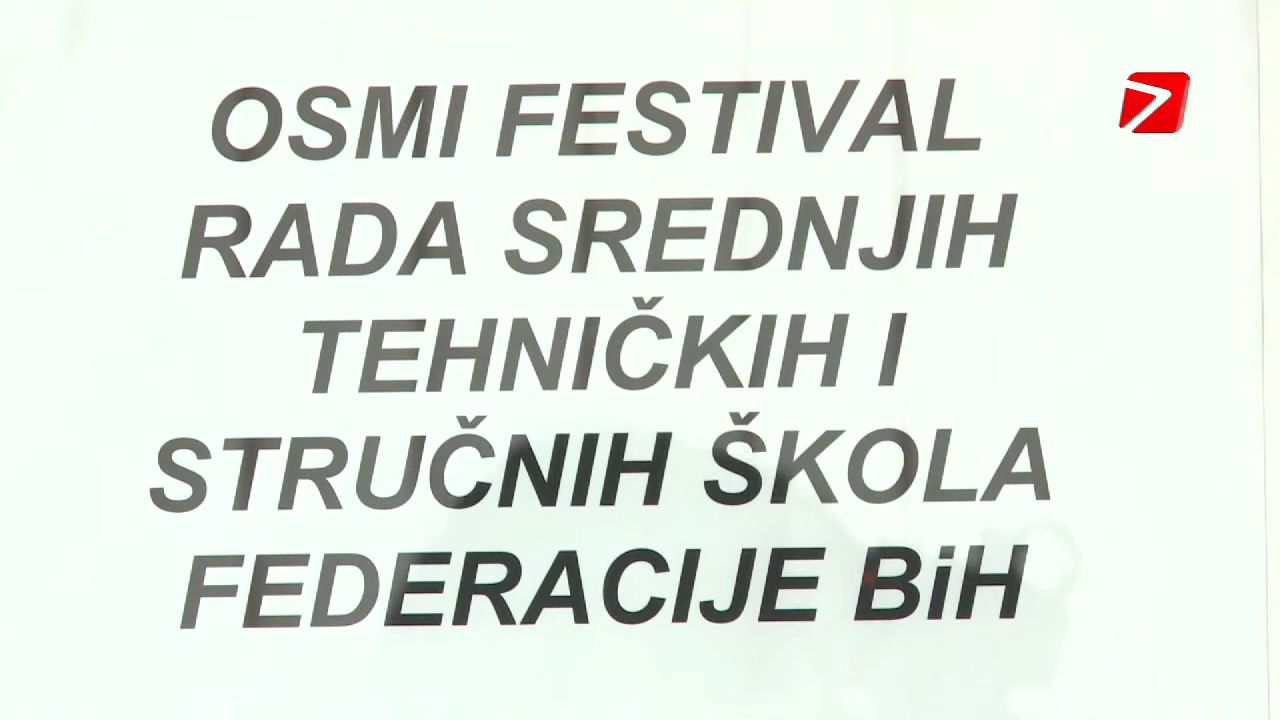 OSMI FESTIVAL
RADA SREDNJIH
TEHNIČKIH I
STRUČNIH ŠKOLA
FEDERACIJE BiH